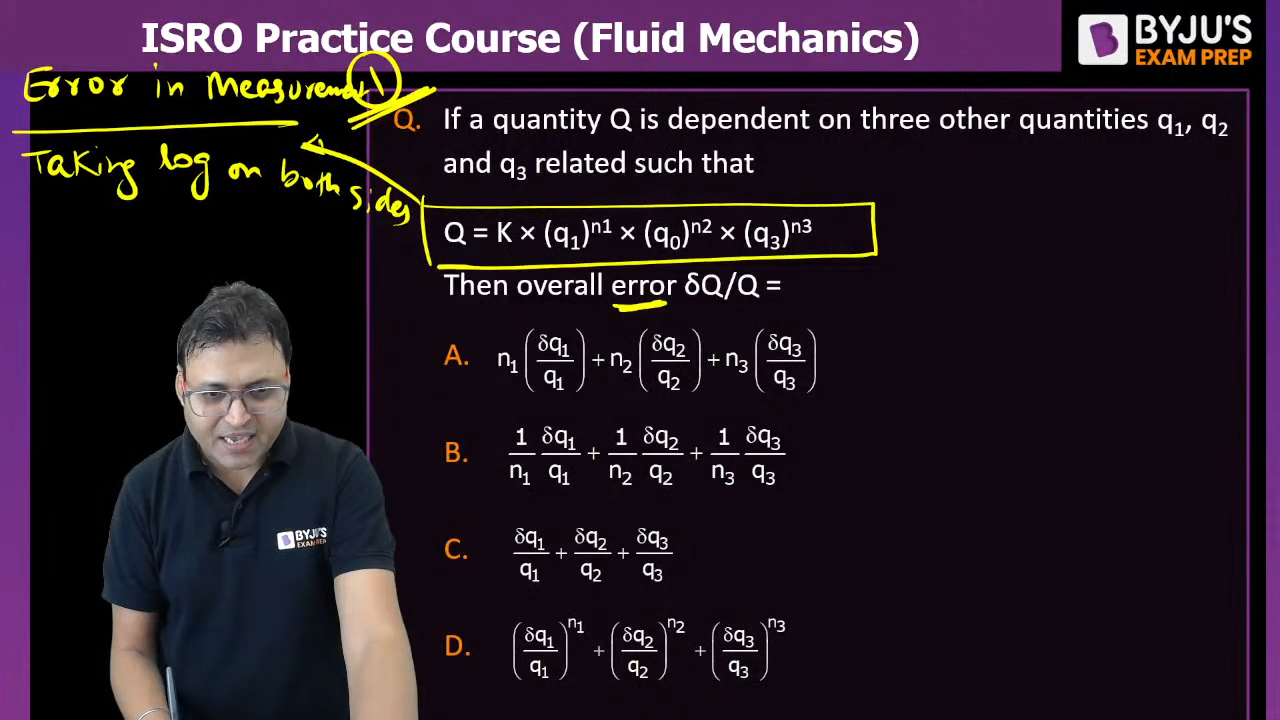 ISRO Practice Course (Fluid Mechanics)
BYJU'S
EXAM PREP
Error in Measurement
Taking log on both sides
Q. If a quantity Q is dependent on three other quantities q₁, q₂
and q₃ related such that
Q = K × (q₁)ⁿ¹ × (q₀)ⁿ² × (q₃)ⁿ³
Then overall error δQ/Q =
A. n₁(δq₁/q₁) + n₂(δq₂/q₂) + n₃(δq₃/q₃)
B. 1/n₁ δq₁/q₁ + 1/n₂ δq₂/q₂ + 1/n₃ δq₃/q₃
C. δq₁/q₁ + δq₂/q₂ + δq₃/q₃
D. (δq₁/q₁)ⁿ¹ + (δq₂/q₂)ⁿ² + (δq₃/q₃)ⁿ³
BYJU'S
EXAM PREP